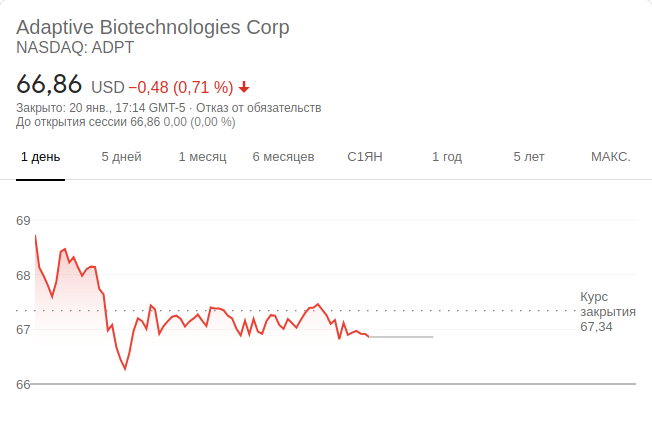 Adaptive Biotechnologies Corp
NASDAQ: ADPT
66,86 USD −0,48 (0,71 %)
Закрыто: 20 янв., 17:14 GMT-5 · Отказ от обязательств
До открытия сессии 66,86 0,00 (0,00 %)
1 день 5 дней 1 месяц 6 месяцев С1ЯН 1 год 5 лет МАКС.
69
68
Курс
закрытия
67,34
67
66